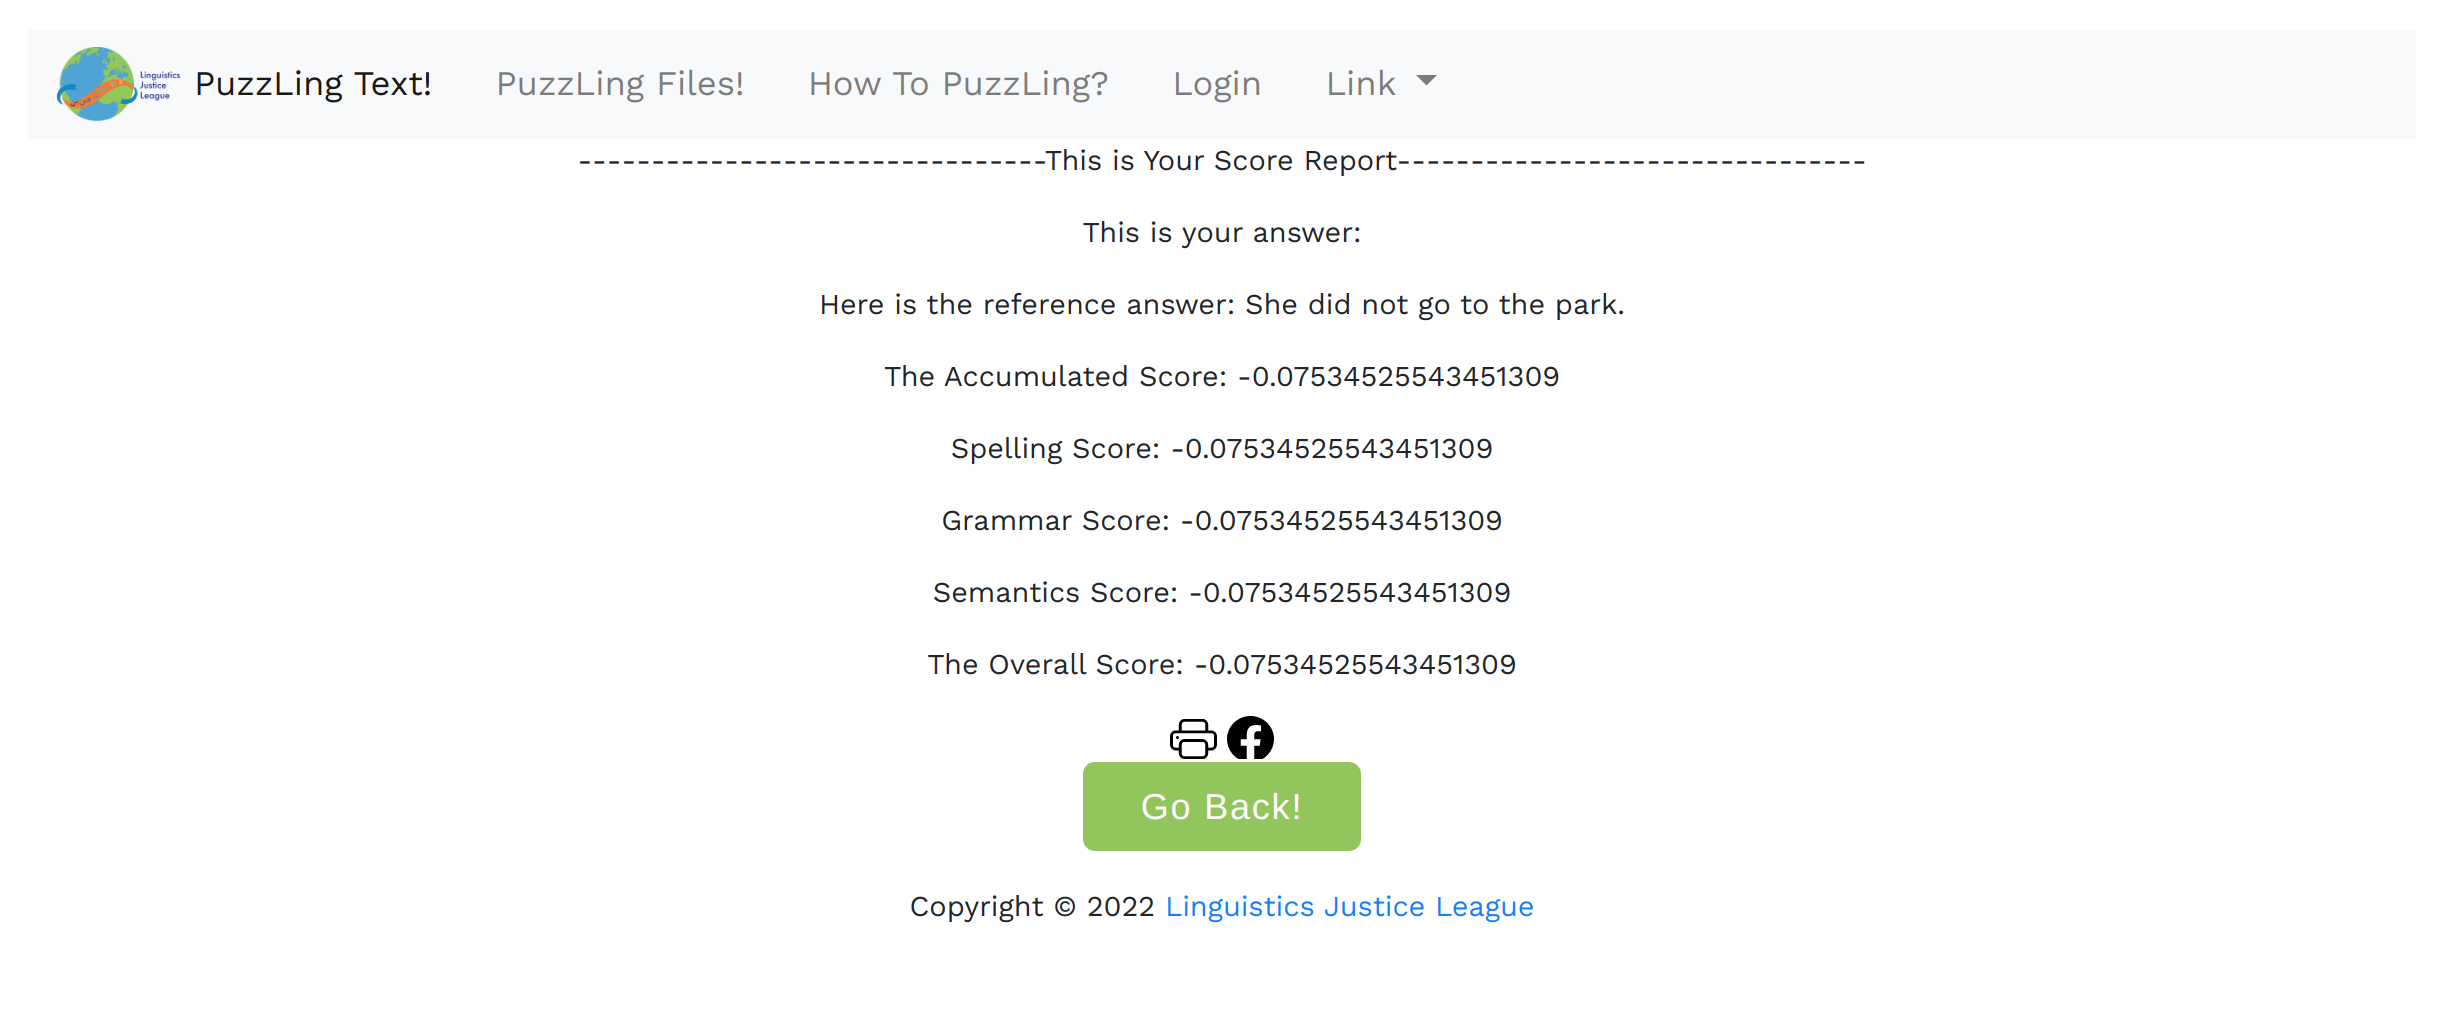 Linguistics
Justice
League
PuzzLing Text! PuzzLing Files! How To PuzzLing? Login Link
--------------------------------This is Your Score Report--------------------------------
This is your answer:
Here is the reference answer: She did not go to the park.
The Accumulated Score: -0.07534525543451309
Spelling Score: -0.07534525543451309
Grammar Score: -0.07534525543451309
Semantics Score: -0.07534525543451309
The Overall Score: -0.07534525543451309
Go Back!
Copyright © 2022 Linguistics Justice League